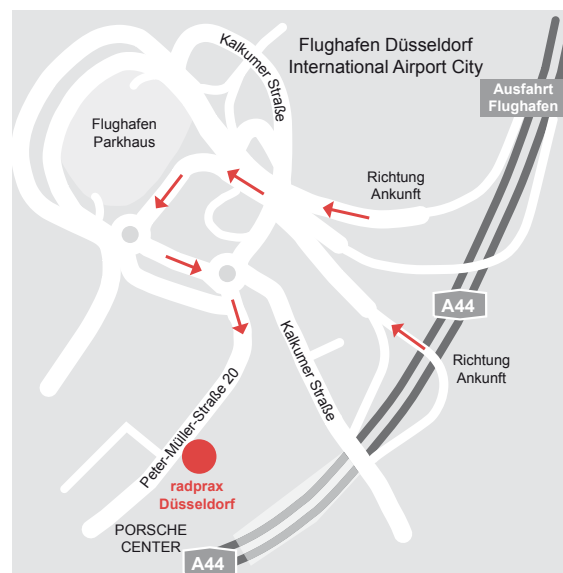 Flughafen Düsseldorf
International Airport City
Kalkumer Straße
Ausfahrt
Flughafen
Flughafen
Parkhaus
Richtung
Ankunft
A44
Richtung
Ankunft
Kalkumer Straße
Peter-Müller-Straße 20
radprax
Düsseldorf
PORSCHE
CENTER
A44